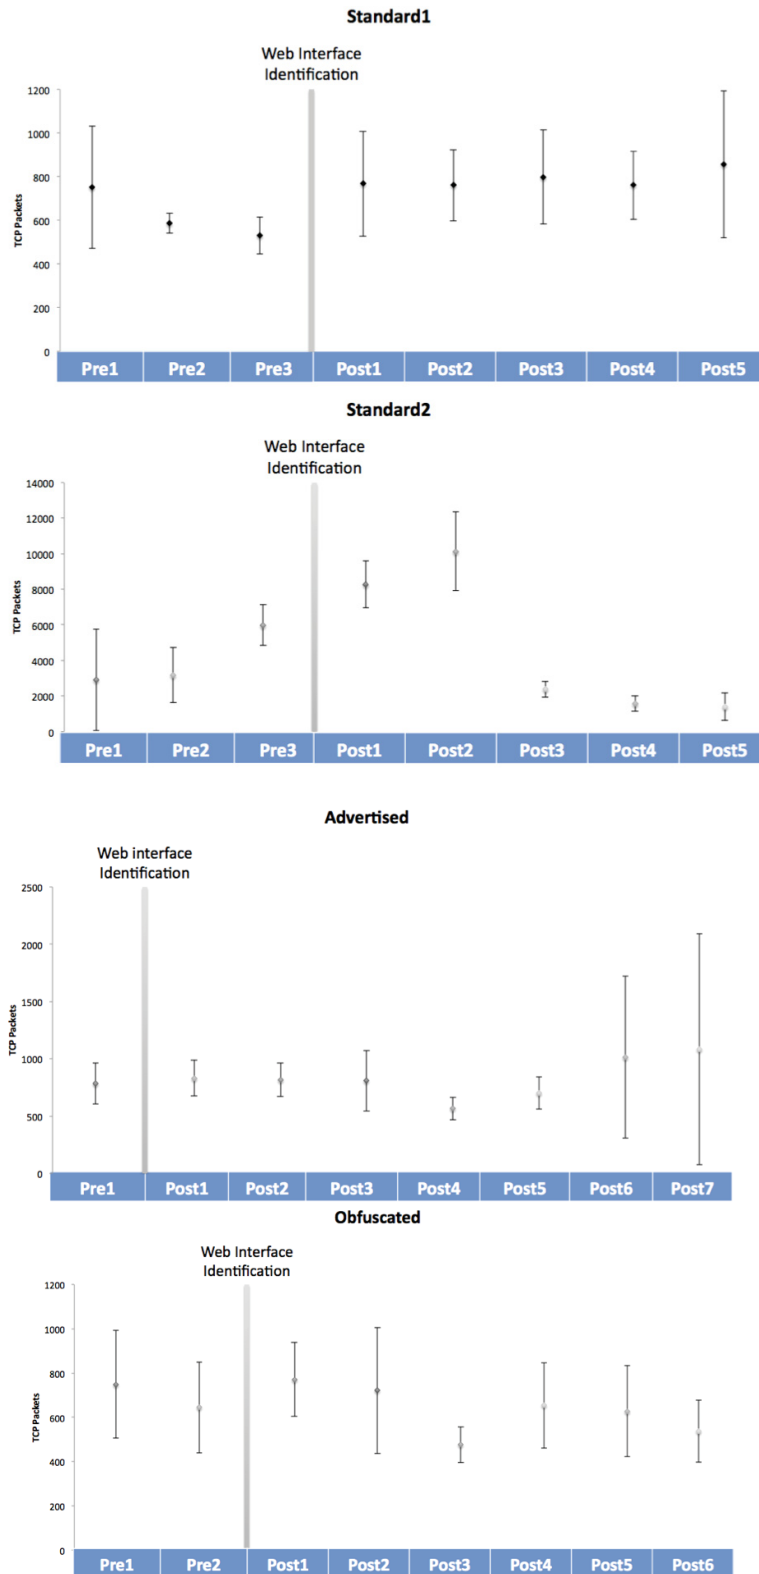 Standard1
Web Interface
Identification
1200
1000
800
600
400
200
0
TCP Packets
Pre1 Pre2 Pre3 Post1 Post2 Post3 Post4 Post5
Standard2
Web Interface
Identification
14000
12000
10000
8000
6000
4000
2000
0
TCP Packets
Pre1 Pre2 Pre3 Post1 Post2 Post3 Post4 Post5
Advertised
Web interface
Identification
2500
2000
1500
1000
500
0
TCP Packets
Pre1 Post1 Post2 Post3 Post4 Post5 Post6 Post7
Obfuscated
Web Interface
Identification
1200
1000
800
600
400
200
0
TCP Packets
Pre1 Pre2 Post1 Post2 Post3 Post4 Post5 Post6